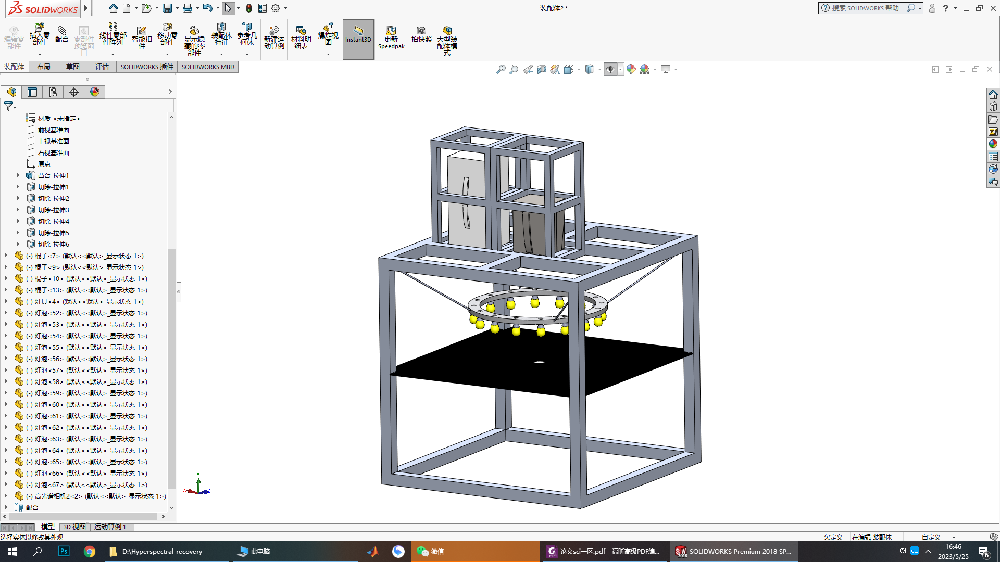 SOLIDWORKS
装配体2 *
搜索 SOLIDWORKS 帮助
编辑零部件
插入零部件
配合
零部件预览窗口
线性零部件阵列
智能扣件
移动零部件
显示隐藏的零部件
装配体特征
参考几何体
新建运动算例
材料明细表
爆炸视图
Instant3D
更新 Speedpak
拍快照
大型装配体模式
装配体
布局
草图
评估
SOLIDWORKS 插件
SOLIDWORKS MBD
材质 <未指定>
前视基准面
上视基准面
右视基准面
原点
凸台-拉伸1
切除-拉伸1
切除-拉伸2
切除-拉伸3
切除-拉伸4
切除-拉伸5
切除-拉伸6
(-) 棍子<7> (默认<<默认>_显示状态 1>)
(-) 棍子<9> (默认<<默认>_显示状态 1>)
(-) 棍子<10> (默认<<默认>_显示状态 1>)
(-) 棍子<13> (默认<<默认>_显示状态 1>)
(-) 灯具<4> (默认<<默认>_显示状态 1>)
(-) 灯泡<52> (默认<<默认>_显示状态 1>)
(-) 灯泡<53> (默认<<默认>_显示状态 1>)
(-) 灯泡<54> (默认<<默认>_显示状态 1>)
(-) 灯泡<55> (默认<<默认>_显示状态 1>)
(-) 灯泡<56> (默认<<默认>_显示状态 1>)
(-) 灯泡<57> (默认<<默认>_显示状态 1>)
(-) 灯泡<58> (默认<<默认>_显示状态 1>)
(-) 灯泡<59> (默认<<默认>_显示状态 1>)
(-) 灯泡<60> (默认<<默认>_显示状态 1>)
(-) 灯泡<61> (默认<<默认>_显示状态 1>)
(-) 灯泡<62> (默认<<默认>_显示状态 1>)
(-) 灯泡<63> (默认<<默认>_显示状态 1>)
(-) 灯泡<64> (默认<<默认>_显示状态 1>)
(-) 灯泡<65> (默认<<默认>_显示状态 1>)
(-) 灯泡<66> (默认<<默认>_显示状态 1>)
(-) 灯泡<67> (默认<<默认>_显示状态 1>)
(-) 高光谱相机2<2> (默认<<默认>_显示状态 1>)
配合
Y
X
Z
模型
3D 视图
运动算例 1
选择实体以修改其外观
欠定义
在编辑 装配体
自定义
Ps
D:\Hyperspectral_recovery
此电脑
微信
论文sci一区.pdf - 福昕高级PDF编...
SW 2018
SOLIDWORKS Premium 2018 SP...
CH
du
16:46
2023/5/25
6